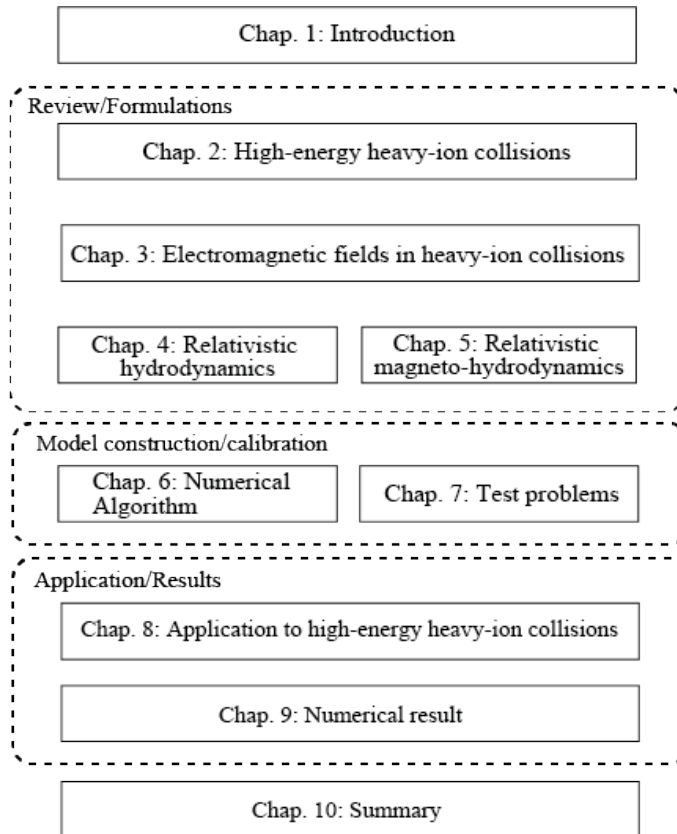 Chap. 1: Introduction
Review/Formulations
Chap. 2: High-energy heavy-ion collisions
Chap. 3: Electromagnetic fields in heavy-ion collisions
Chap. 4: Relativistic
hydrodynamics
Chap. 5: Relativistic
magneto-hydrodynamics
Model construction/calibration
Chap. 6: Numerical
Algorithm
Chap. 7: Test problems
Application/Results
Chap. 8: Application to high-energy heavy-ion collisions
Chap. 9: Numerical result
Chap. 10: Summary